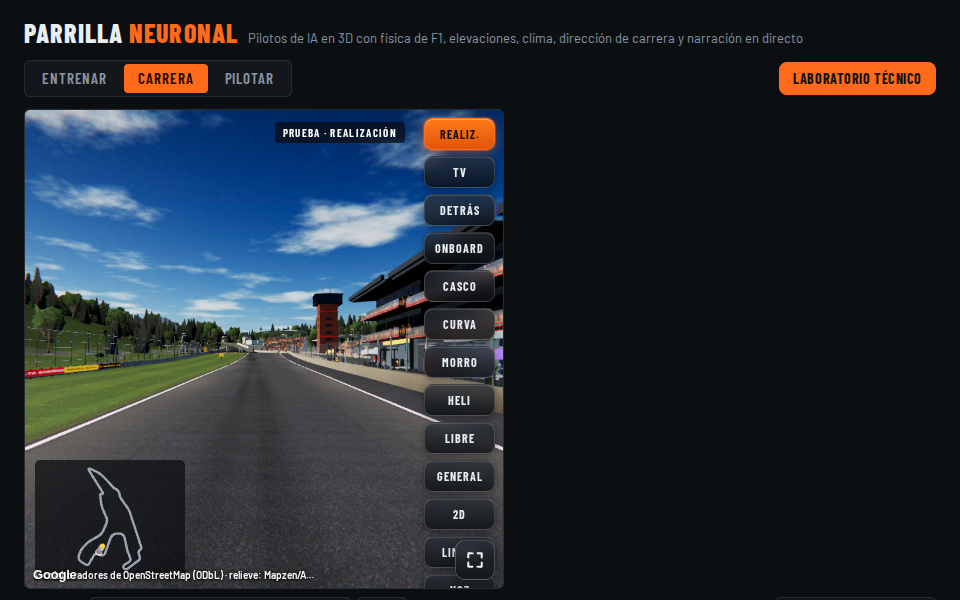 PARRILLA NEURONAL Pilotos de IA en 3D con física de F1, elevaciones, clima, dirección de carrera y narración en directo
ENTRENAR CARRERA PILOTAR
LABORATORIO TÉCNICO
PRUEBA · REALIZACIÓN
REALIZ.
TV
DETRÁS
ONBOARD
CASCO
CURVA
MORRO
HELI
LIBRE
GENERAL
2D
Google adores de OpenStreetMap (ODbL) · relieve: Mapzen/A...